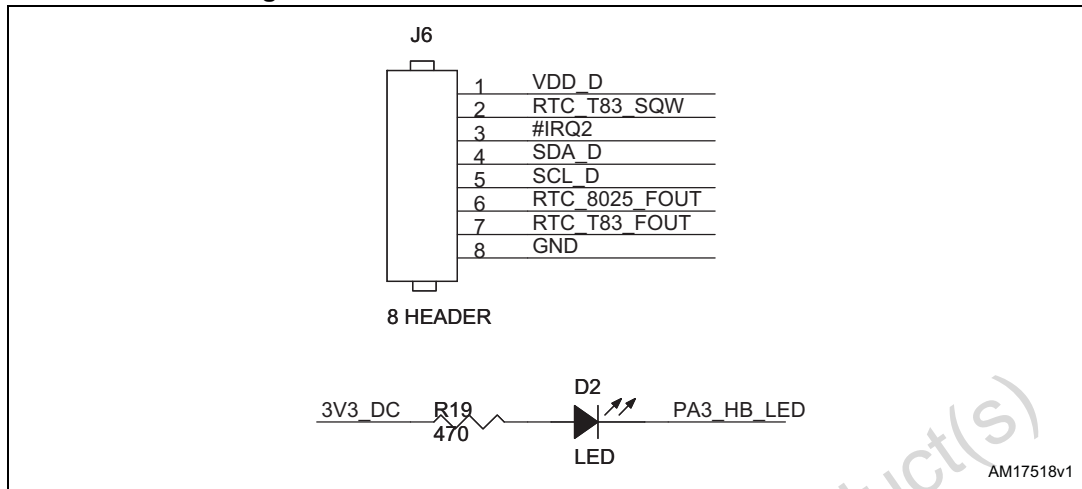 J6
1 VDD_D
2 RTC_T83_SQW
3 #IRQ2
4 SDA_D
5 SCL_D
6 RTC_8025_FOUT
7 RTC_T83_FOUT
8 GND
8 HEADER
D2
3V3_DC R19 PA3_HB_LED
470
LED
AM17518v1